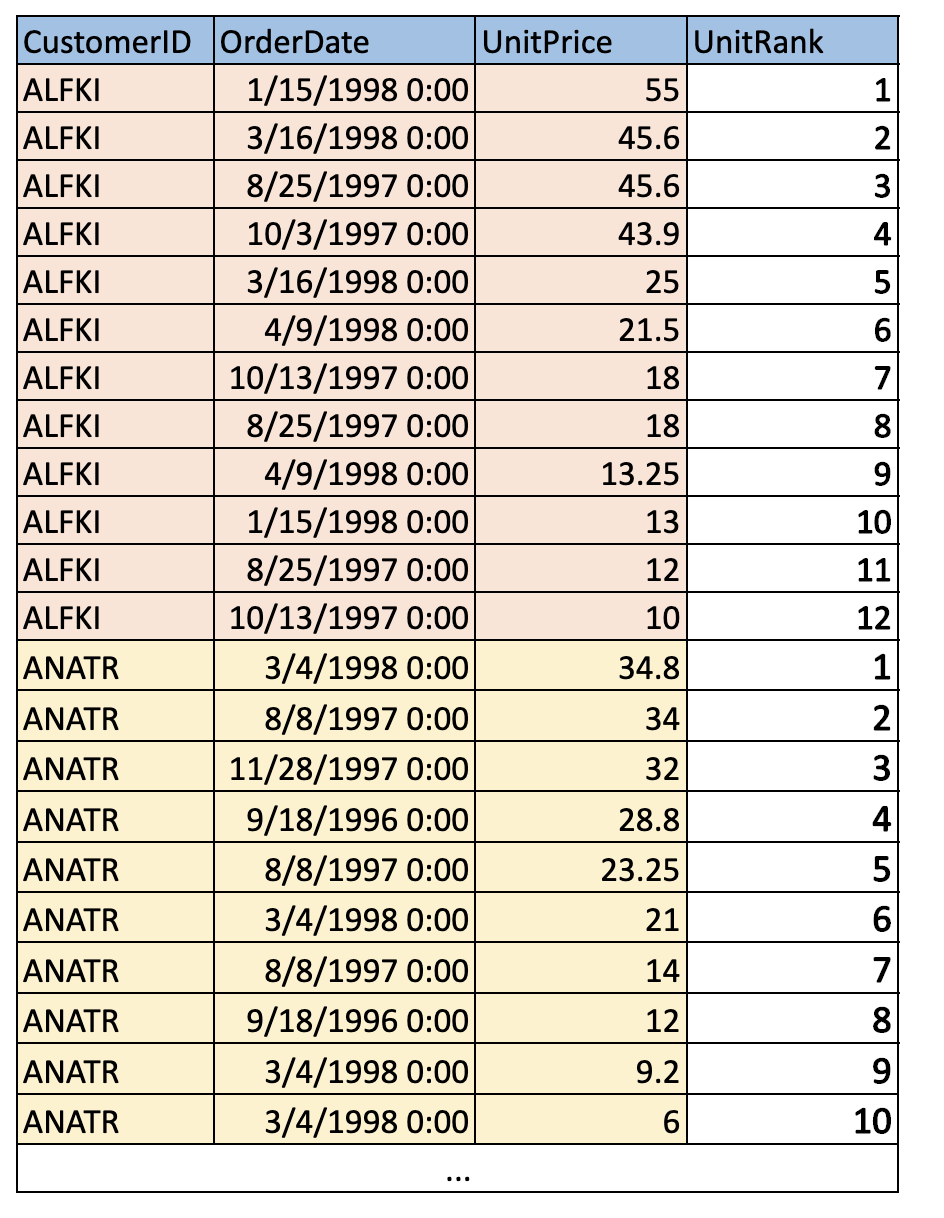 CustomerID OrderDate UnitPrice UnitRank
ALFKI 1/15/1998 0:00 55 1
ALFKI 3/16/1998 0:00 45.6 2
ALFKI 8/25/1997 0:00 45.6 3
ALFKI 10/3/1997 0:00 43.9 4
ALFKI 3/16/1998 0:00 25 5
ALFKI 4/9/1998 0:00 21.5 6
ALFKI 10/13/1997 0:00 18 7
ALFKI 8/25/1997 0:00 18 8
ALFKI 4/9/1998 0:00 13.25 9
ALFKI 1/15/1998 0:00 13 10
ALFKI 8/25/1997 0:00 12 11
ALFKI 10/13/1997 0:00 10 12
ANATR 3/4/1998 0:00 34.8 1
ANATR 8/8/1997 0:00 34 2
ANATR 11/28/1997 0:00 32 3
ANATR 9/18/1996 0:00 28.8 4
ANATR 8/8/1997 0:00 23.25 5
ANATR 3/4/1998 0:00 21 6
ANATR 8/8/1997 0:00 14 7
ANATR 9/18/1996 0:00 12 8
ANATR 3/4/1998 0:00 9.2 9
ANATR 3/4/1998 0:00 6 10
...